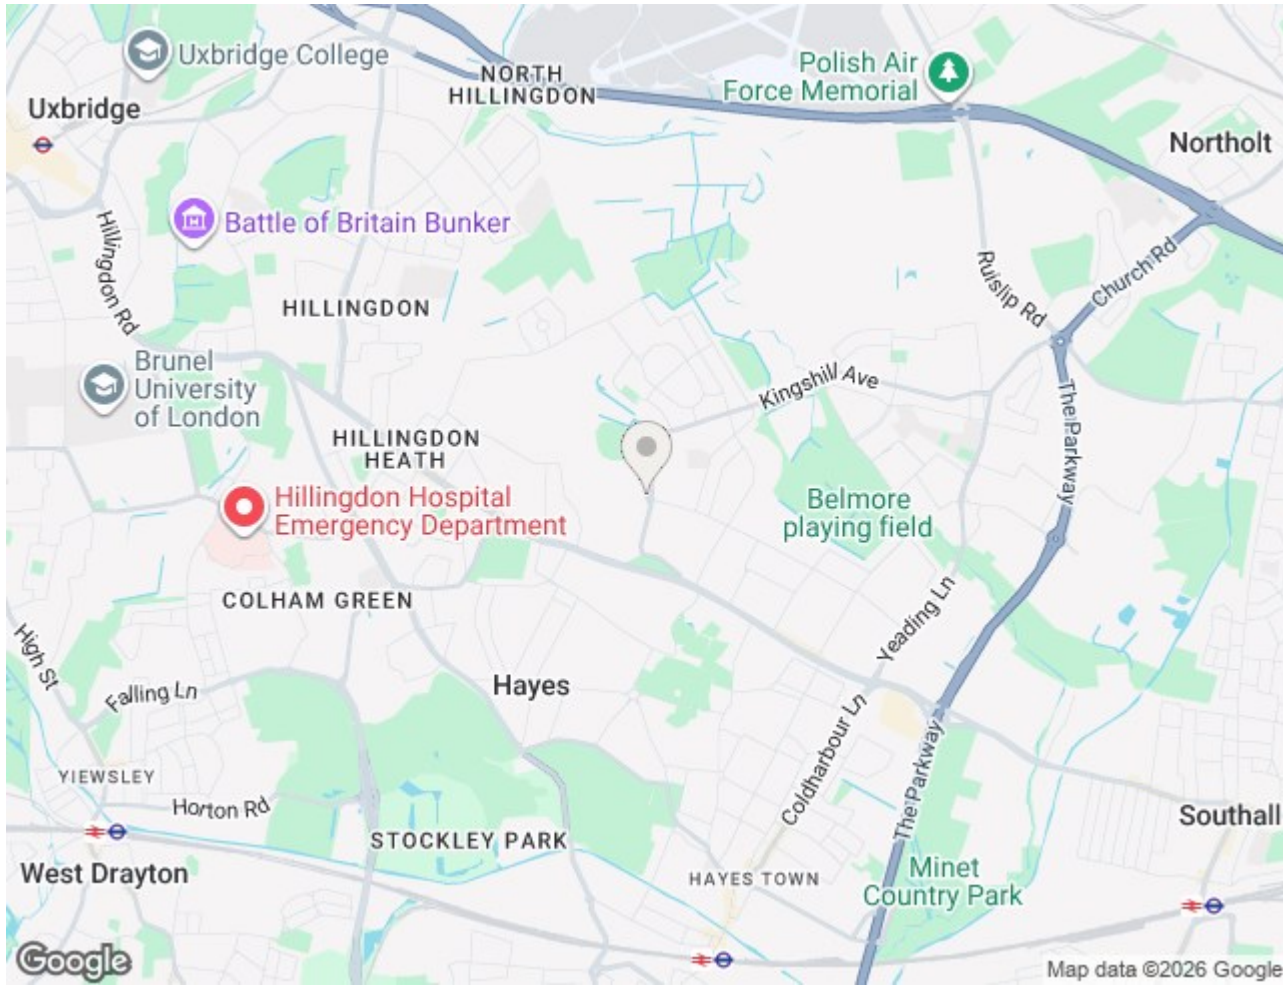 Uxbridge College
NORTH
HILLINGDON
Polish Air
Force Memorial
Uxbridge
Northolt
Hillingdon Rd
Battle of Britain Bunker
Ruislip Rd
Church Rd
HILLINGDON
Brunel
University
of London
Kingshill Ave
The Parkway
HILLINGDON
HEATH
Hillingdon Hospital
Emergency Department
Belmore
playing field
COLHAM GREEN
Yeading Ln
High St
Falling Ln
Hayes
Coldharbour Ln
The Parkway
YIEWSLEY
Horton Rd
STOCKLEY PARK
Southall
West Drayton
HAYES TOWN
Minet
Country Park
Google
Map data ©2026 Google